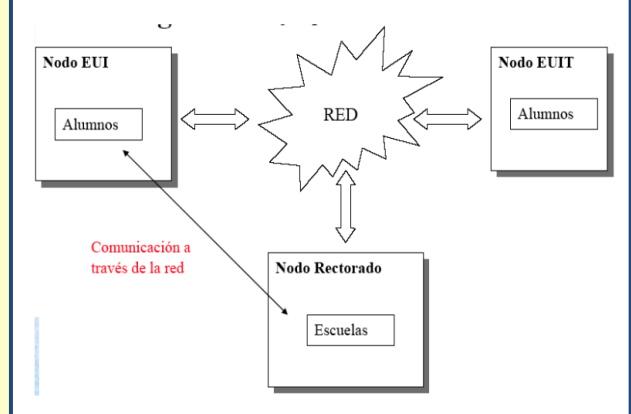 Nodo EUI
Alumnos
RED
Nodo EUIT
Alumnos
Comunicación a
través de la red
Nodo Rectorado
Escuelas